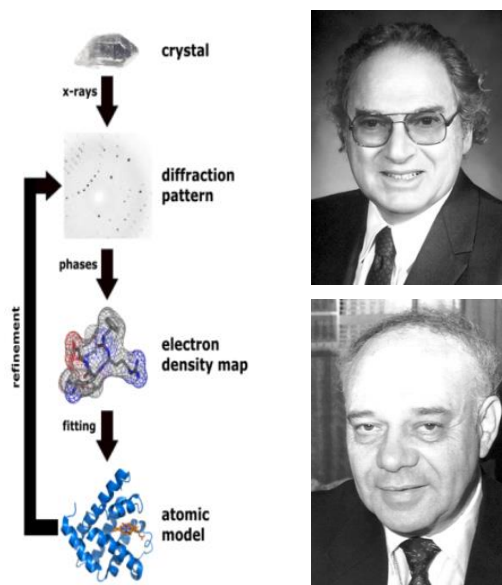 crystal
x-rays
diffraction
pattern
phases
electron
density map
fitting
atomic
model
refinement